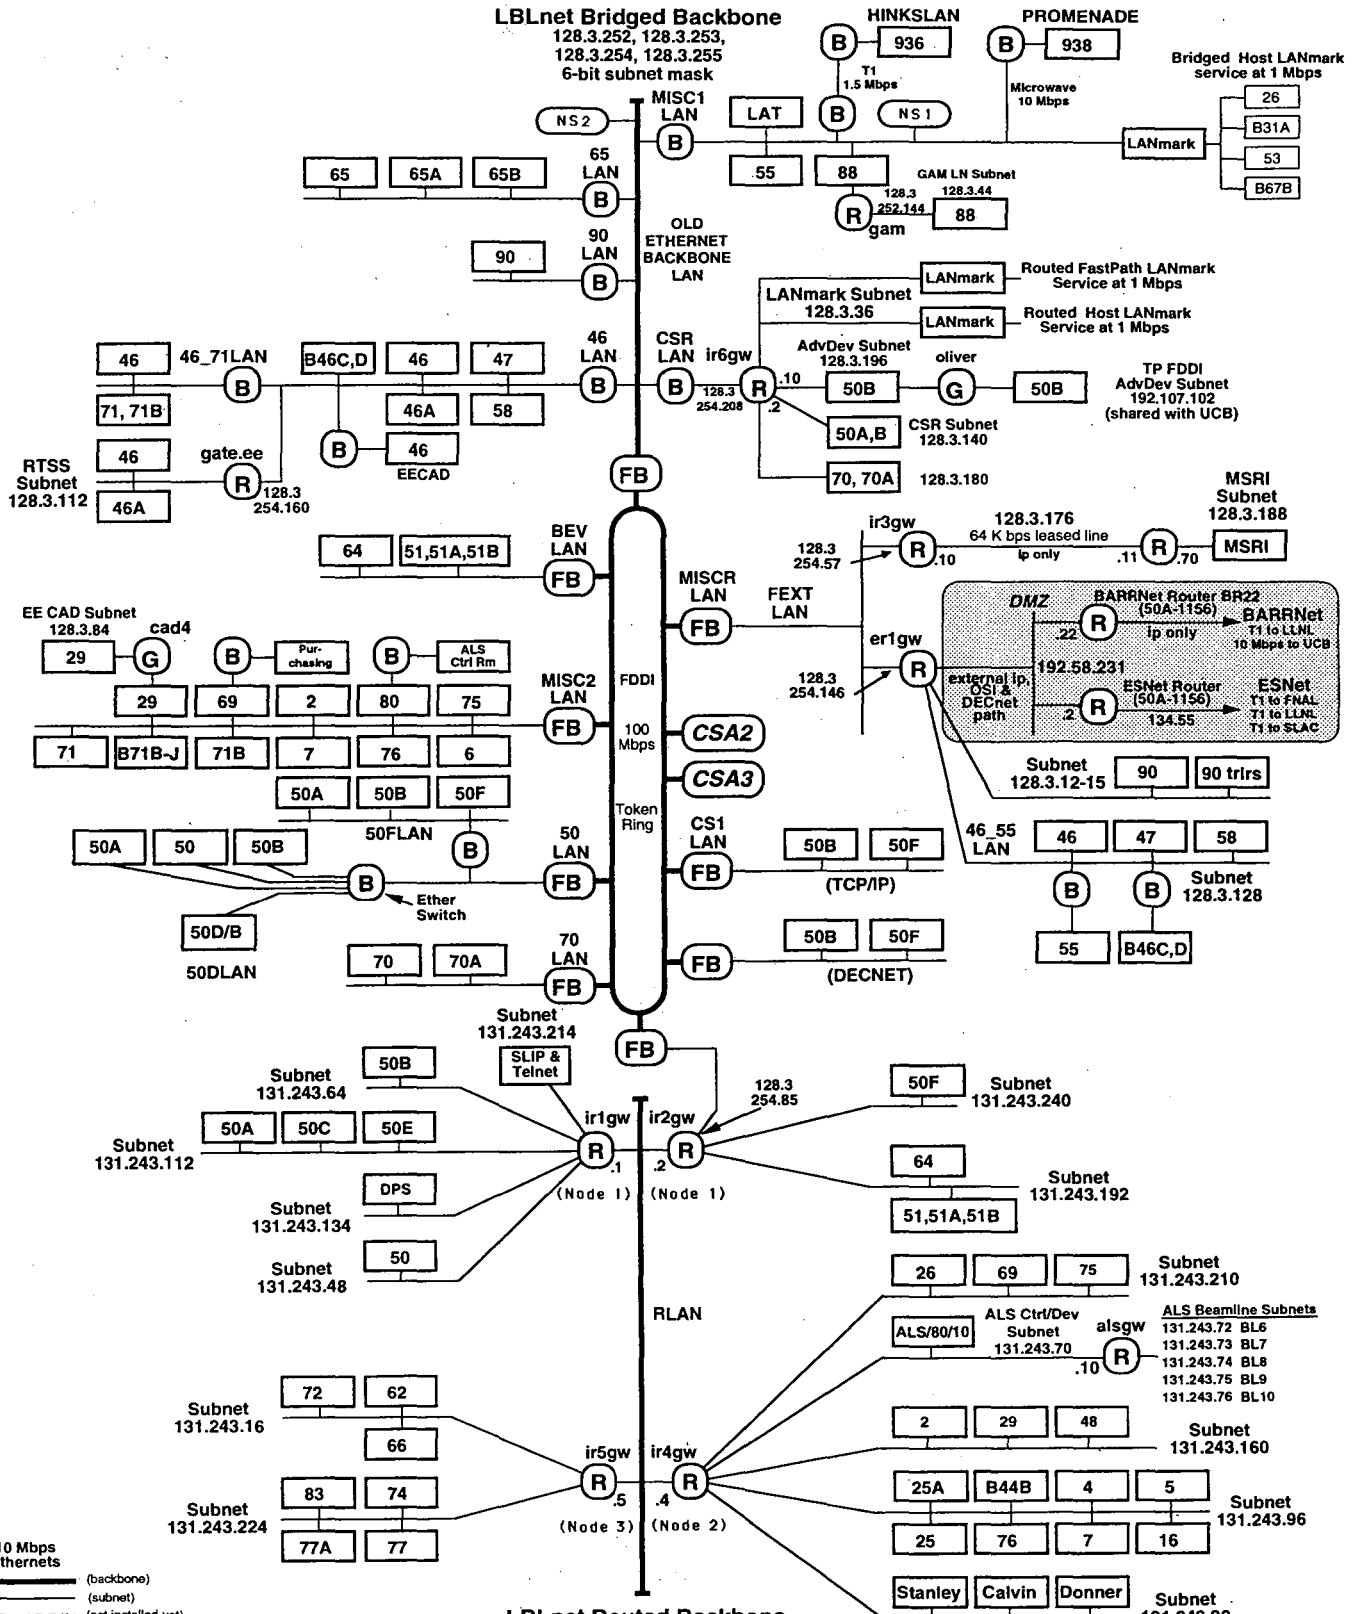 LBLnet Bridged Backbone
128.3.252, 128.3.253,
128.3.254, 128.3.255
6-bit subnet mask
HINKSLAN
B
936
T1
1.5 Mbps
B
PROMENADE
B
938
Microwave
10 Mbps
Bridged Host LANmark
service at 1 Mbps
26
B31A
53
B67B
LANmark
NS2
MISC1
LAN
B
LAT
55
NS1
88
128.3
252.144
R
gam
GAM LN Subnet
128.3.44
88
65
65A
65B
65
LAN
B
90
90
LAN
B
OLD
ETHERNET
BACKBONE
LAN
LANmark
Routed FastPath LANmark
Service at 1 Mbps
LANmark Subnet
128.3.36
LANmark
Routed Host LANmark
Service at 1 Mbps
46
71, 71B
46_71LAN
B
B46C,D
46
46A
47
58
46
LAN
B
CSR
LAN
B
128.3
254.208
ir6gw
R
.10
.2
AdvDev Subnet
128.3.196
50B
oliver
G
50B
TP FDDI
AdvDev Subnet
192.107.102
(shared with UCB)
50A,B
CSR Subnet
128.3.140
70, 70A
128.3.180
RTSS
Subnet
128.3.112
46
46A
gate.ee
R
128.3
254.160
B
46
EECAD
FB
64
51,51A,51B
BEV
LAN
FB
MISCR
LAN
FB
FEXT
LAN
128.3
254.57
ir3gw
R
.10
128.3.176
64 K bps leased line
ip only
.11
R
.70
MSRI
Subnet
128.3.188
MSRI
er1gw
R
128.3
254.146
external ip,
OSI &
DECnet
path
DMZ
192.58.231
.22
R
BARRNet Router BR22
(50A-1156)
ip only
BARRNet
T1 to LLNL
10 Mbps to UCB
.2
R
ESNet Router
(50A-1156)
134.55
ESNet
T1 to FNAL
T1 to LLNL
T1 to SLAC
EE CAD Subnet
128.3.84
29
cad4
G
B
Pur-
chasing
B
ALS
Ctrl Rm
29
69
2
80
75
71
B71B-J
71B
7
76
6
MISC2
LAN
FB
FDDI
100
Mbps
Token
Ring
CSA2
CSA3
Subnet
128.3.12-15
90
90 trlrs
50A
50B
50F
50FLAN
B
50A
50
50B
B
Ether
Switch
50D/B
50DLAN
50
LAN
FB
CS1
LAN
FB
50B
50F
(TCP/IP)
46_55
LAN
46
47
58
Subnet
128.3.128
B
B
55
B46C,D
70
70A
70
LAN
FB
FB
50B
50F
(DECNET)
FB
Subnet
131.243.214
SLIP &
Telnet
128.3
254.85
Subnet
131.243.64
50B
Subnet
131.243.112
50A
50C
50E
Subnet
131.243.134
DPS
Subnet
131.243.48
50
ir1gw
R
.1
(Node 1)
ir2gw
R
.2
(Node 1)
50F
Subnet
131.243.240
64
51,51A,51B
Subnet
131.243.192
RLAN
26
69
75
Subnet
131.243.210
ALS/80/10
ALS Ctrl/Dev
Subnet
131.243.70
alsgw
.10
R
ALS Beamline Subnets
131.243.72 BL6
131.243.73 BL7
131.243.74 BL8
131.243.75 BL9
131.243.76 BL10
Subnet
131.243.16
72
62
66
Subnet
131.243.224
83
74
77A
77
ir5gw
R
.5
(Node 3)
ir4gw
R
.4
(Node 2)
2
29
48
Subnet
131.243.160
25A
B44B
4
5
25
76
7
16
Subnet
131.243.96
Stanley
Calvin
Donner
Subnet
10 Mbps
(backbone)
(subnet)
LBLnet Routed Backbone